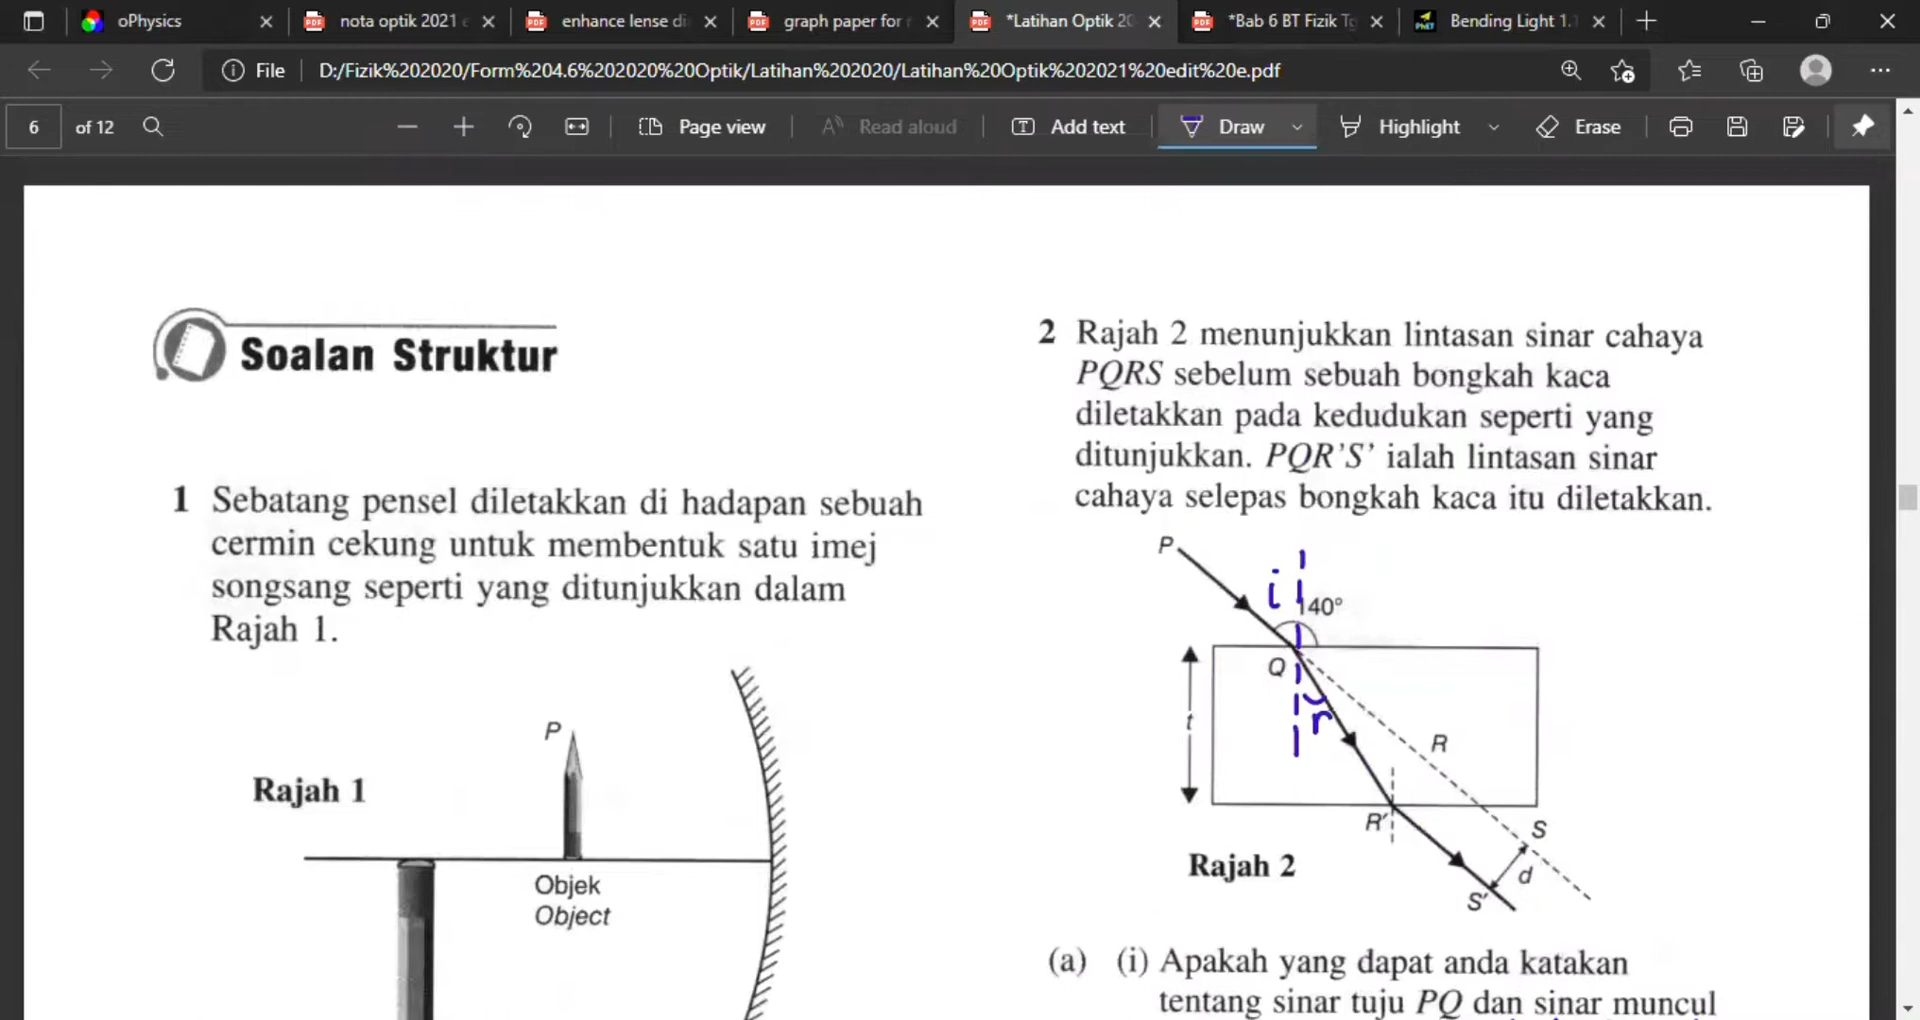 oPhysics
nota optik 2021 e
enhance lense di
graph paper for r
*Latihan Optik 20
*Bab 6 BT Fizik Tg
Bending Light 1.1
File
D:/Fizik%202020/Form%204.6%202020%20Optik/Latihan%202020/Latihan%20Optik%202021%20edit%20e.pdf
6 of 12
Page view
Read aloud
Add text
Draw
Highlight
Erase
Soalan Struktur
1 Sebatang pensel diletakkan di hadapan sebuah
cermin cekung untuk membentuk satu imej
songsang seperti yang ditunjukkan dalam
Rajah 1.
P
Rajah 1
Objek
Object
2 Rajah 2 menunjukkan lintasan sinar cahaya
PQRS sebelum sebuah bongkah kaca
diletakkan pada kedudukan seperti yang
ditunjukkan. PQR'S' ialah lintasan sinar
cahaya selepas bongkah kaca itu diletakkan.
P
i
140°
Q
r
t
R
R'
S
d
S'
Rajah 2
(a) (i) Apakah yang dapat anda katakan
tentang sinar tuju PQ dan sinar muncul